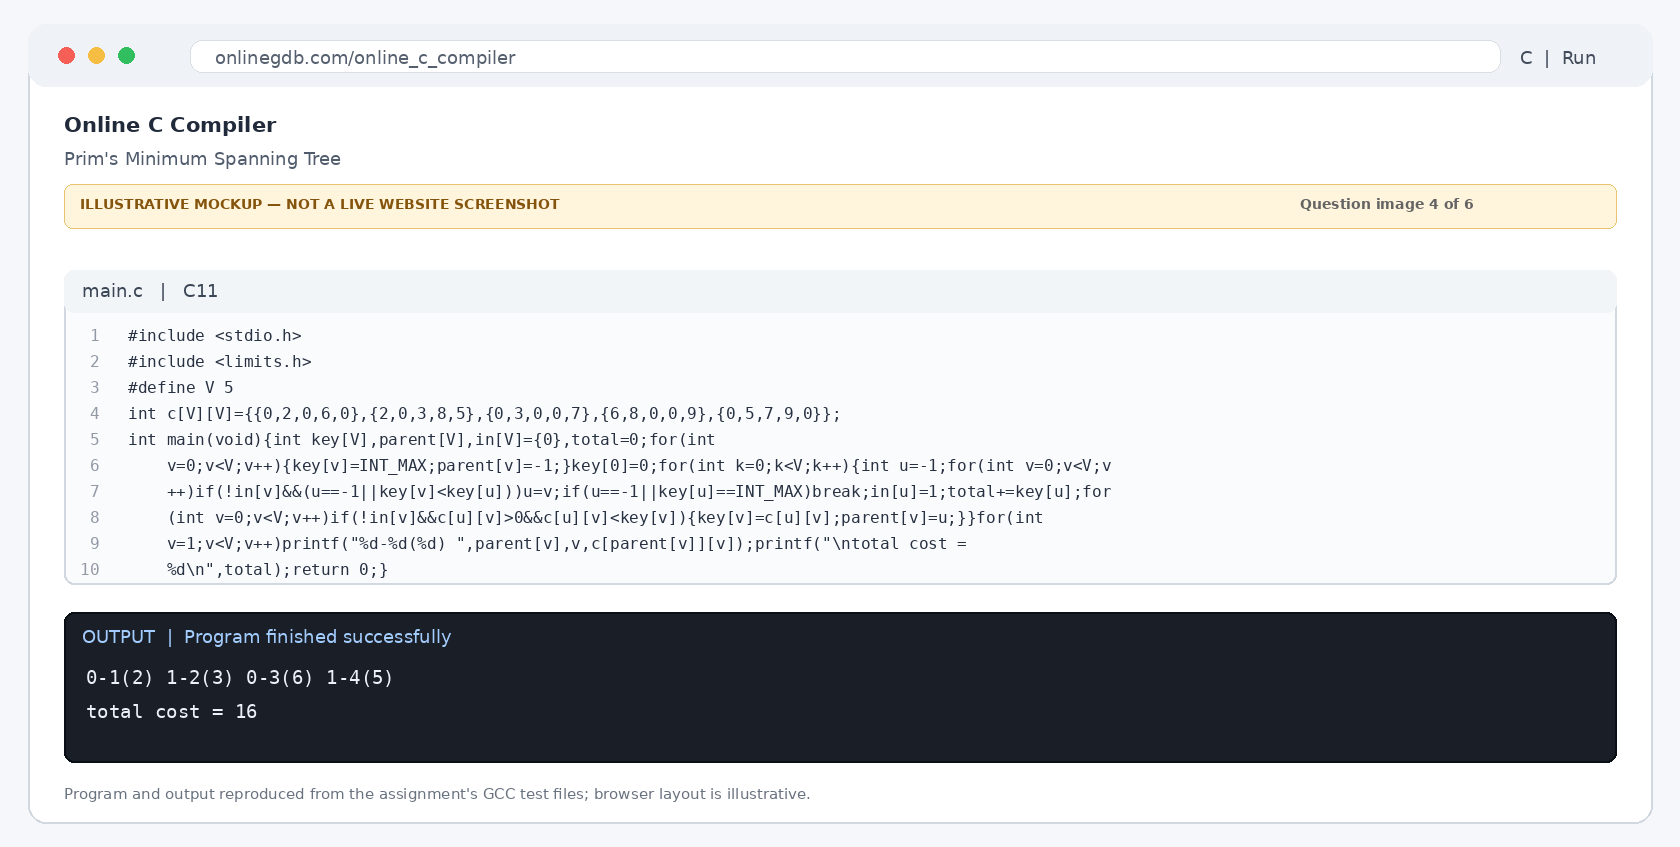 onlinegdb.com/online_c_compiler
C | Run
Online C Compiler
Prim's Minimum Spanning Tree
ILLUSTRATIVE MOCKUP — NOT A LIVE WEBSITE SCREENSHOT
Question image 4 of 6
main.c | C11
1 #include <stdio.h>
2 #include <limits.h>
3 #define V 5
4 int c[V][V]={{0,2,0,6,0},{2,0,3,8,5},{0,3,0,0,7},{6,8,0,0,9},{0,5,7,9,0}};
5 int main(void){int key[V],parent[V],in[V]={0},total=0;for(int
6 v=0;v<V;v++){key[v]=INT_MAX;parent[v]=-1;}key[0]=0;for(int k=0;k<V;k++){int u=-1;for(int v=0;v<V;v
7 ++)if(!in[v]&&(u==-1||key[v]<key[u]))u=v;if(u==-1||key[u]==INT_MAX)break;in[u]=1;total+=key[u];for
8 (int v=0;v<V;v++)if(!in[v]&&c[u][v]>0&&c[u][v]<key[v]){key[v]=c[u][v];parent[v]=u;}}for(int
9 v=1;v<V;v++)printf("%d-%d(%d) ",parent[v],v,c[parent[v]][v]);printf("\ntotal cost =
10 %d\n",total);return 0;}
OUTPUT | Program finished successfully
0-1(2) 1-2(3) 0-3(6) 1-4(5)
total cost = 16
Program and output reproduced from the assignment's GCC test files; browser layout is illustrative.